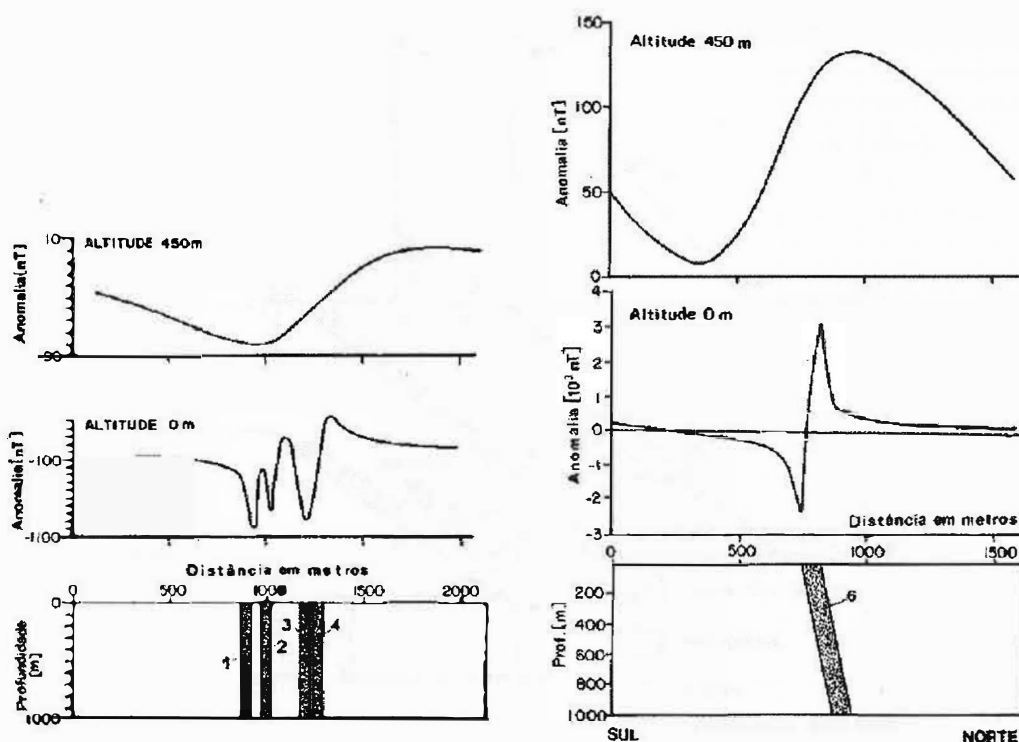 10
ALTITUDE 450m
Anomalia[nT]
-90
ALTITUDE 0m
Anomalia[nT]
-100
-1100
Distância em metros
0 500 1000 1500 2000
0
Profundidade
[m]
1000
1
2
3
4
150
Altitude 450 m
100
Anomalia [nT]
50
0
4
Altitude 0 m
3
2
1
0
-1
-2
-3
Anomalia [10³ nT]
Distância em metros
0 500 1000 1500
200
400
600
800
1000
Prof. [m]
6
SUL NORTE